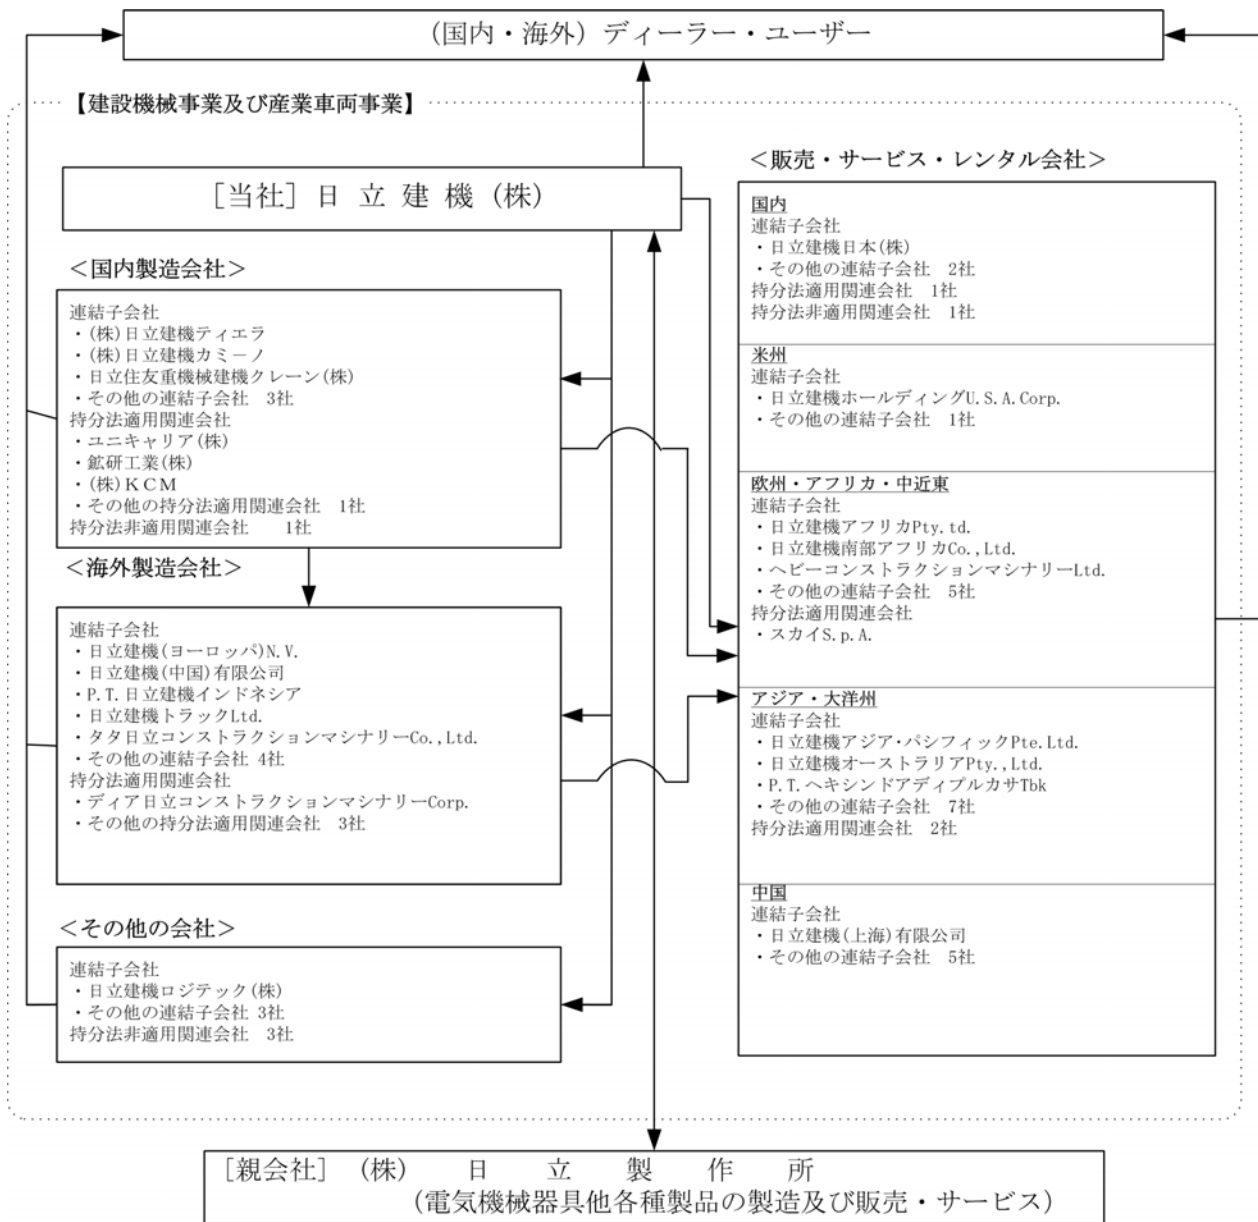 (国内・海外) ディーラー・ユーザー
【建設機械事業及び産業車両事業】
[当社] 日 立 建 機 (株)
＜国内製造会社＞
連結子会社
・(株)日立建機ティエラ
・(株)日立建機カミーノ
・日立住友重機械建機クレーン(株)
・その他の連結子会社　3社
持分法適用関連会社
・ユニキャリア(株)
・鉱研工業(株)
・(株)ＫＣＭ
・その他の持分法適用関連会社　1社
持分法非適用関連会社　　1社
＜海外製造会社＞
連結子会社
・日立建機(ヨーロッパ)N.V.
・日立建機(中国)有限公司
・P.T.日立建機インドネシア
・日立建機トラックLtd.
・タタ日立コンストラクションマシナリーCo.,Ltd.
・その他の連結子会社 4社
持分法適用関連会社
・ディア日立コンストラクションマシナリーCorp.
・その他の持分法適用関連会社　3社
＜その他の会社＞
連結子会社
・日立建機ロジテック(株)
・その他の連結子会社 3社
持分法非適用関連会社　3社
＜販売・サービス・レンタル会社＞
国内
連結子会社
・日立建機日本(株)
・その他の連結子会社　2社
持分法適用関連会社　1社
持分法非適用関連会社　1社
米州
連結子会社
・日立建機ホールディングU.S.A.Corp.
・その他の連結子会社　1社
欧州・アフリカ・中近東
連結子会社
・日立建機アフリカPty.td.
・日立建機南部アフリカCo.,Ltd.
・ヘビーコンストラクションマシナリーLtd.
・その他の連結子会社　5社
持分法適用関連会社
・スカイS.p.A.
アジア・大洋州
連結子会社
・日立建機アジア・パシフィックPte.Ltd.
・日立建機オーストラリアPty.,Ltd.
・P.T.ヘキシンドアディプルカサTbk
・その他の連結子会社　7社
持分法適用関連会社　2社
中国
連結子会社
・日立建機(上海)有限公司
・その他の連結子会社　5社
[親会社] (株)　日　立　製　作　所
(電気機械器具他各種製品の製造及び販売・サービス)